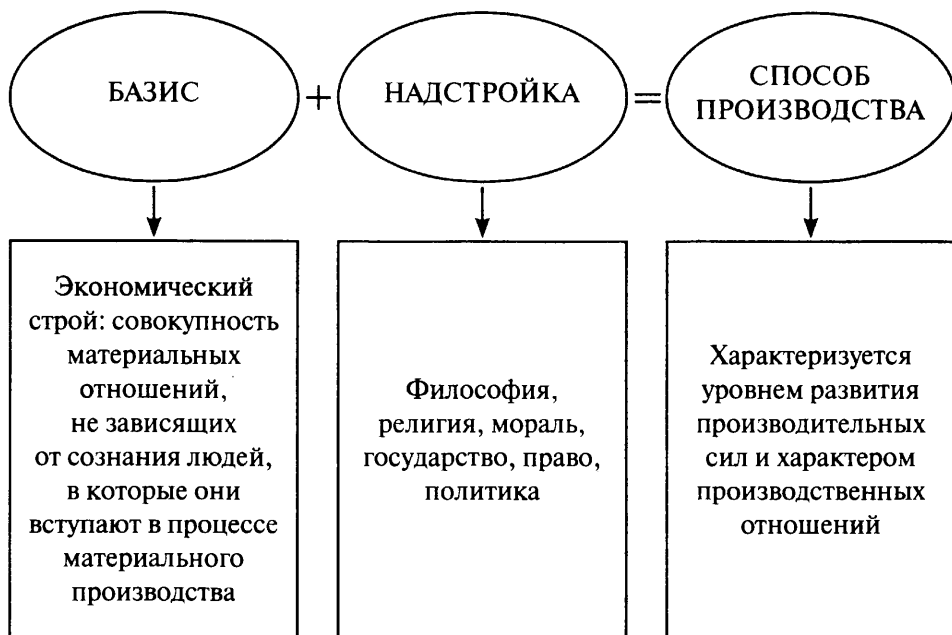 БАЗИС
+
НАДСТРОЙКА
=
СПОСОБ
ПРОИЗВОДСТВА
Экономический
строй: совокупность
материальных
отношений,
не зависящих
от сознания людей,
в которые они
вступают в процессе
материального
производства
Философия,
религия, мораль,
государство, право,
политика
Характеризуется
уровнем развития
производительных
сил и характером
производственных
отношений